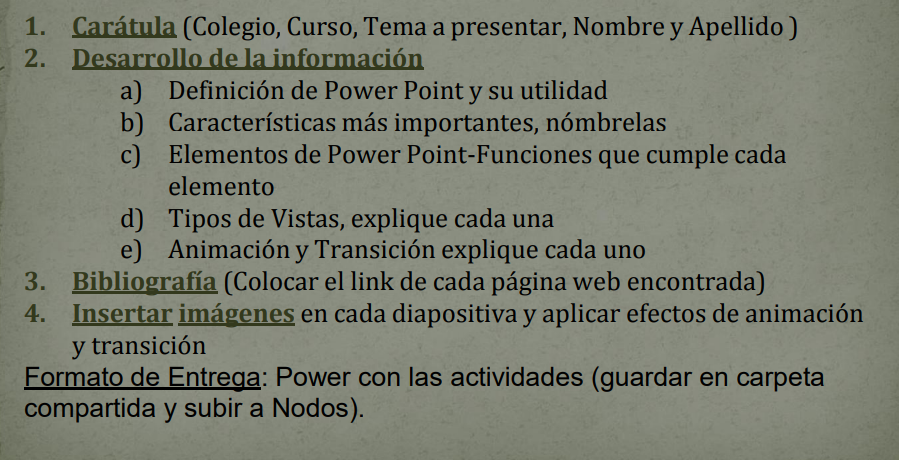 1. Carátula (Colegio, Curso, Tema a presentar, Nombre y Apellido )
2. Desarrollo de la información
a) Definición de Power Point y su utilidad
b) Características más importantes, nómbrelas
c) Elementos de Power Point-Funciones que cumple cada
elemento
d) Tipos de Vistas, explique cada una
e) Animación y Transición explique cada uno
3. Bibliografía (Colocar el link de cada página web encontrada)
4. Insertar imágenes en cada diapositiva y aplicar efectos de animación
y transición
Formato de Entrega: Power con las actividades (guardar en carpeta
compartida y subir a Nodos).